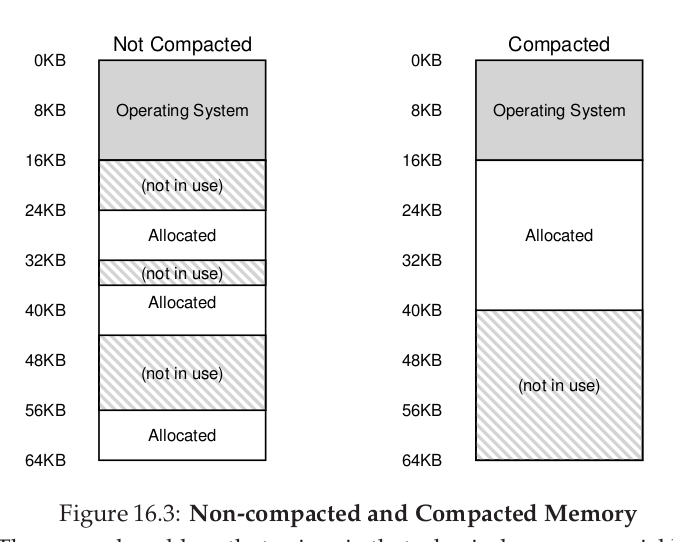 Not Compacted
0KB
Operating System
8KB
16KB
(not in use)
24KB
Allocated
32KB
(not in use)
Allocated
40KB
48KB
(not in use)
56KB
Allocated
64KB
Compacted
0KB
Operating System
8KB
16KB
24KB
Allocated
32KB
40KB
48KB
(not in use)
56KB
64KB
Figure 16.3: Non-compacted and Compacted Memory